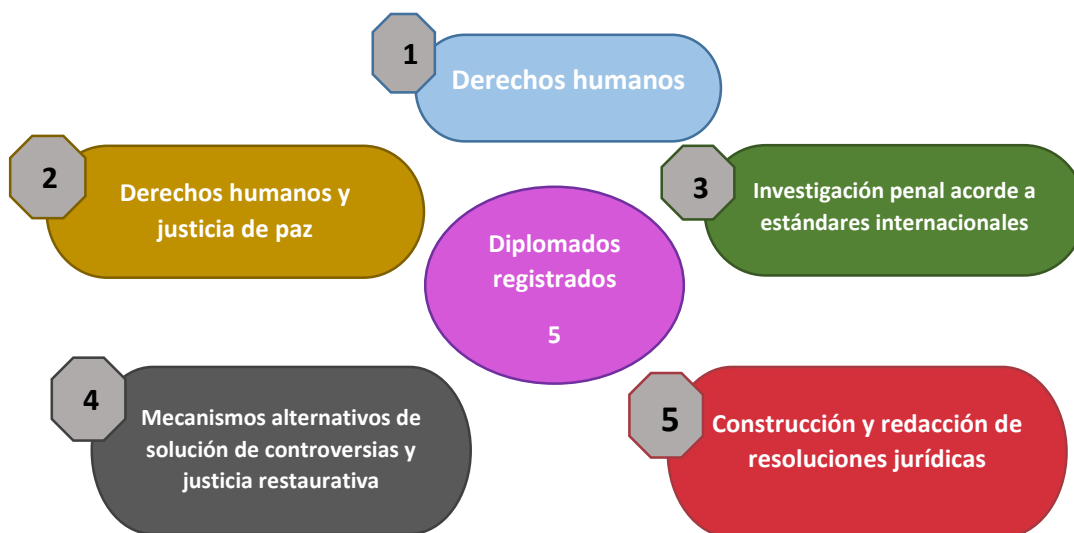 1
Derechos humanos
2
Derechos humanos y
justicia de paz
3
Investigación penal acorde a
estándares internacionales
Diplomados
registrados
5
4
Mecanismos alternativos de
solución de controversias y
justicia restaurativa
5
Construcción y redacción de
resoluciones jurídicas